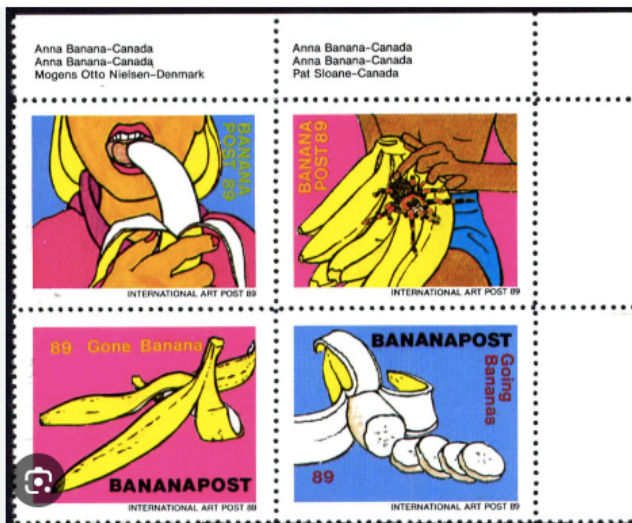 Anna Banana-Canada
Anna Banana-Canada
Mogens Otto Nielsen-Denmark
Anna Banana-Canada
Anna Banana-Canada
Pat Sloane-Canada
BANANA
POST 89
INTERNATIONAL ART POST 89
BANANA
POST 89
INTERNATIONAL ART POST 89
89 Gone Banana
BANANAPOST
INTERNATIONAL ART POST 89
BANANAPOST
Going
Bananas
89
INTERNATIONAL ART POST 89